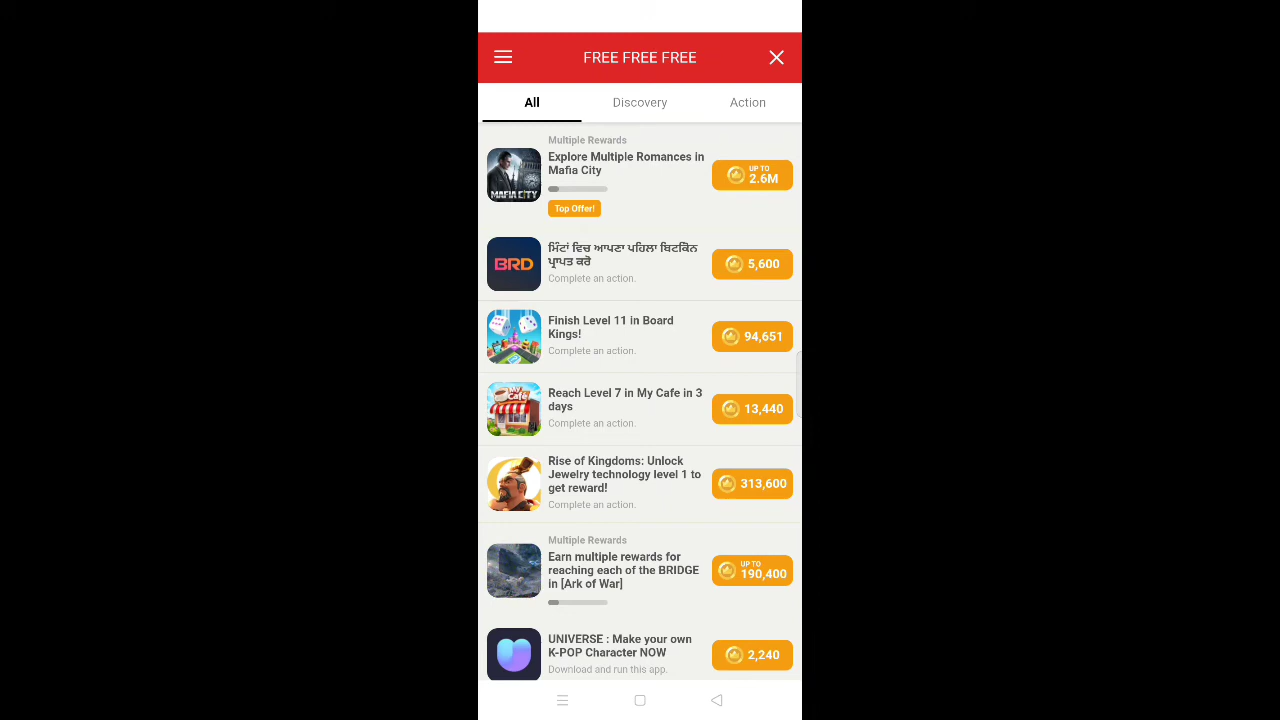 FREE FREE FREE
All
Discovery
Action
Multiple Rewards
Explore Multiple Romances in
Mafia City
Top Offer!
MAFIA CITY
UP TO
2.6M
BRD
ਮਿੰਟਾਂ ਵਿਚ ਆਪਣਾ ਪਹਿਲਾ ਬਿਟਕਿਨ
ਪ੍ਰਾਪਤ ਕਰੋ
Complete an action.
5,600
Finish Level 11 in Board
Kings!
Complete an action.
94,651
My
Cafe
Reach Level 7 in My Cafe in 3
days
Complete an action.
13,440
Rise of Kingdoms: Unlock
Jewelry technology level 1 to
get reward!
Complete an action.
313,600
Multiple Rewards
Earn multiple rewards for
reaching each of the BRIDGE
in [Ark of War]
UP TO
190,400
UNIVERSE : Make your own
K-POP Character NOW
Download and run this app.
2,240